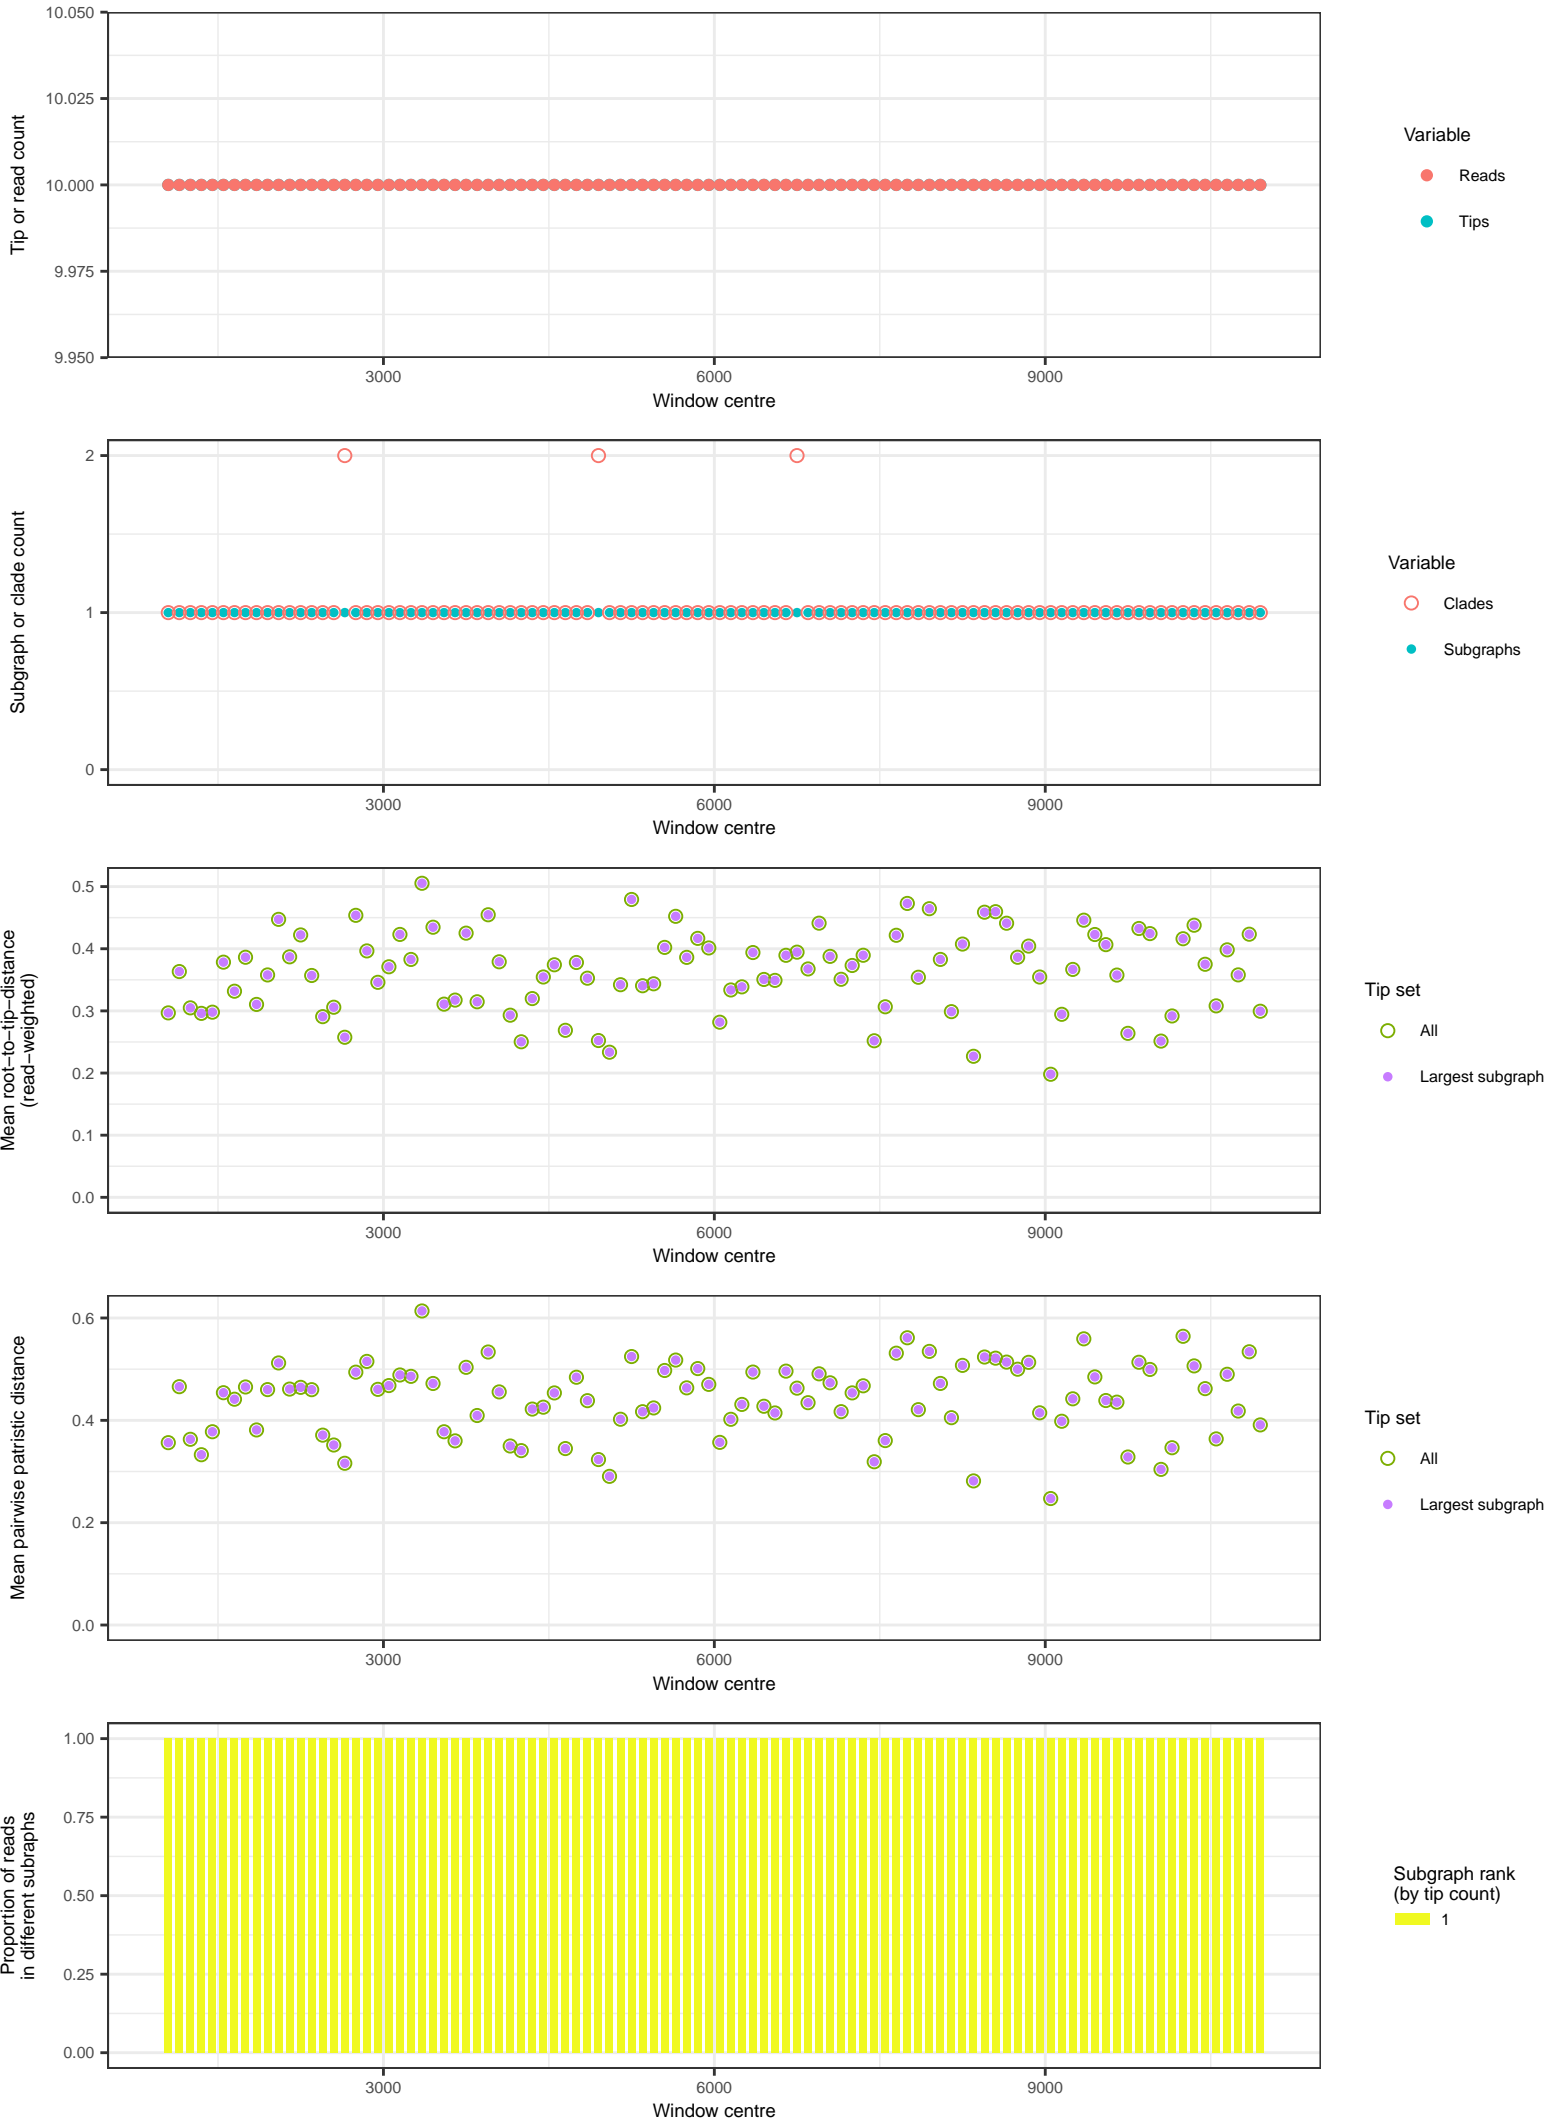 10.050
10.025
10.000
9.975
9.950
Tip or read count
3000
6000
9000
Window centre
Variable
Reads
Tips
2
1
0
Subgraph or clade count
3000
6000
9000
Window centre
Variable
Clades
Subgraphs
0.5
0.4
0.3
0.2
0.1
0.0
Mean root−to−tip−distance
(read−weighted)
3000
6000
9000
Window centre
Tip set
All
Largest subgraph
0.6
0.4
0.2
0.0
Mean pairwise patristic distance
3000
6000
9000
Window centre
Tip set
All
Largest subgraph
1.00
0.75
0.50
0.25
0.00
Proportion of reads
in different subraphs
3000
6000
9000
Window centre
Subgraph rank
(by tip count)
1